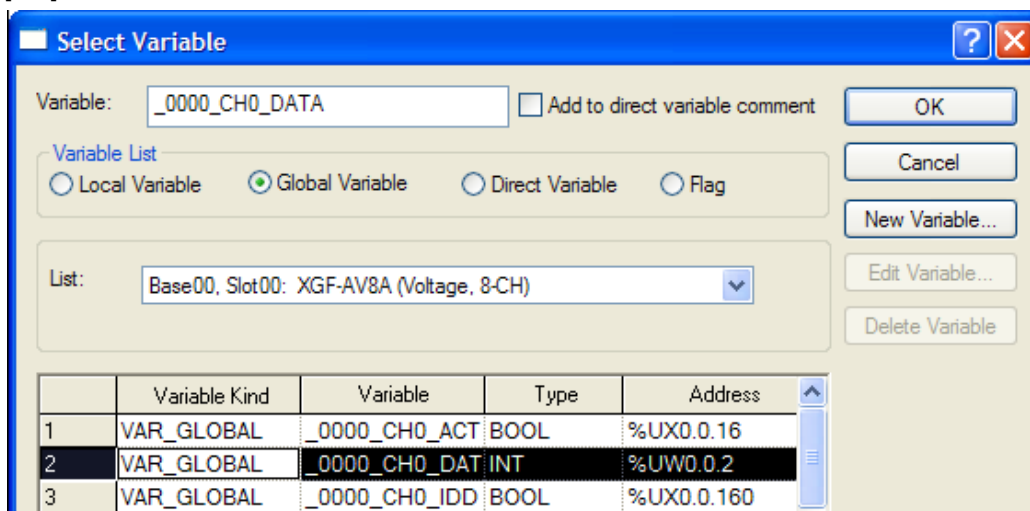 Select Variable
Variable: _0000_CH0_DATA Add to direct variable comment OK
Variable List
Local Variable Global Variable Direct Variable Flag
Cancel
New Variable...
List: Base00, Slot00: XGF-AV8A (Voltage, 8-CH)
Edit Variable...
Delete Variable
Variable Kind Variable Type Address
1 VAR_GLOBAL _0000_CH0_ACT BOOL %UX0.0.16
2 VAR_GLOBAL _0000_CH0_DAT INT %UW0.0.2
3 VAR_GLOBAL _0000_CH0_IDD BOOL %UX0.0.160